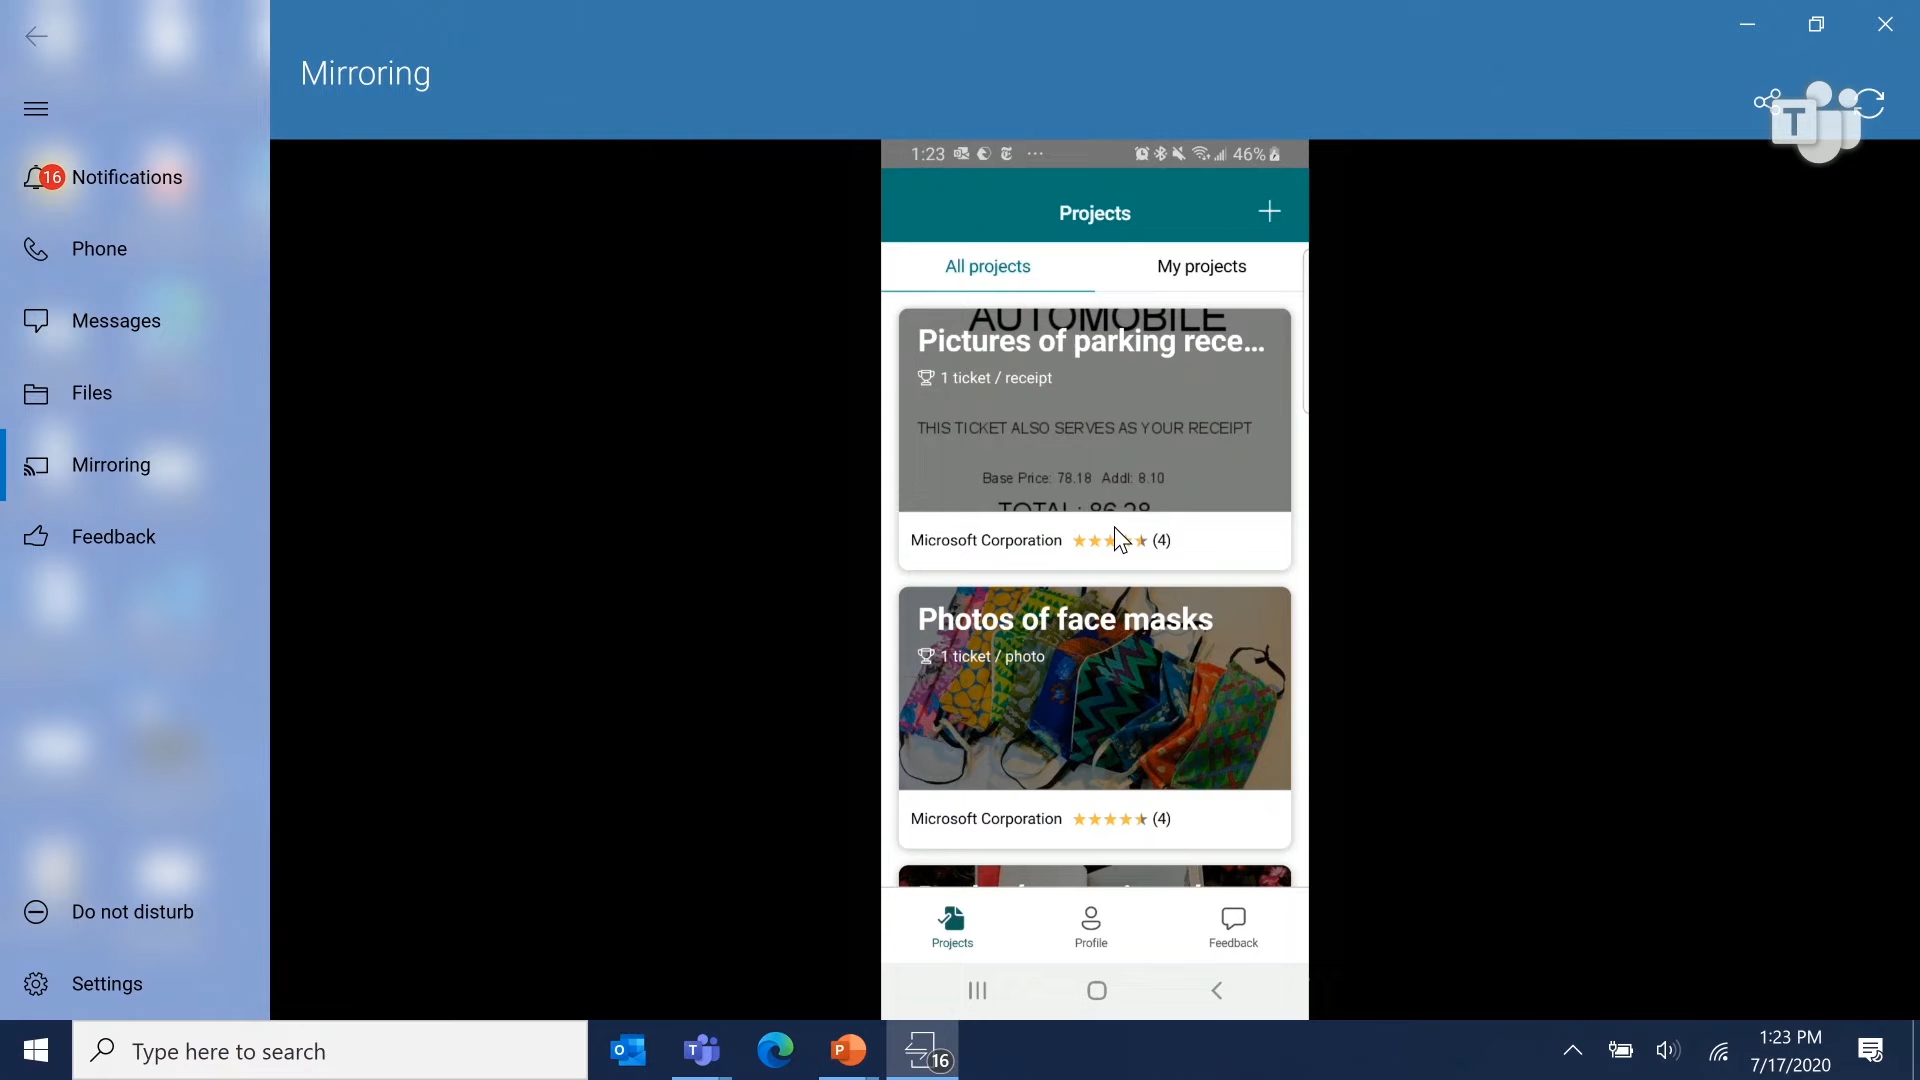 Mirroring
16 Notifications
Phone
Messages
Files
Mirroring
Feedback
Do not disturb
Settings
T
1:23 ... 46%
Projects
All projects
My projects
AUTOMOBILE
Pictures of parking rece...
1 ticket / receipt
THIS TICKET ALSO SERVES AS YOUR RECEIPT
Base Price: 78.18 Addl: 8.10
TOTAL: 86.28
Microsoft Corporation (4)
Photos of face masks
1 ticket / photo
Microsoft Corporation (4)
Projects
Profile
Feedback
Type here to search
16
1:23 PM
7/17/2020